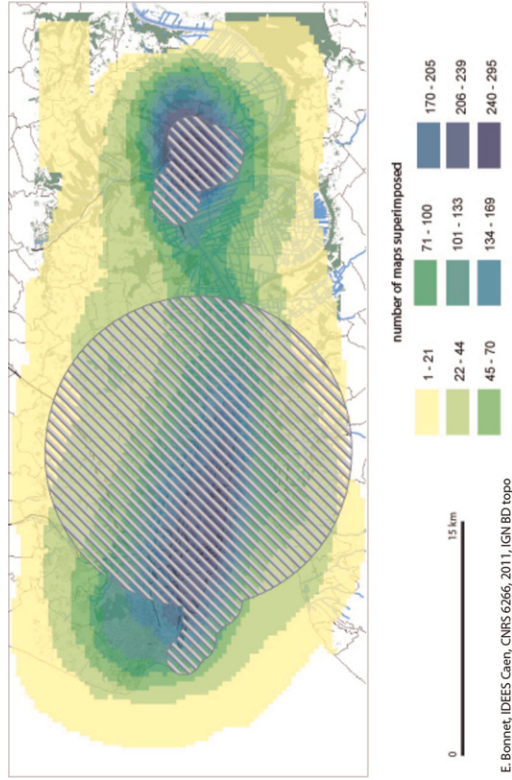 number of maps superimposed
1 - 21
22 - 44
45 - 70
71 - 100
101 - 133
134 - 169
170 - 205
206 - 239
240 - 295
0 15 km
E. Bonnet, IDEES Caen, CNRS 6266, 2011, IGN BD topo